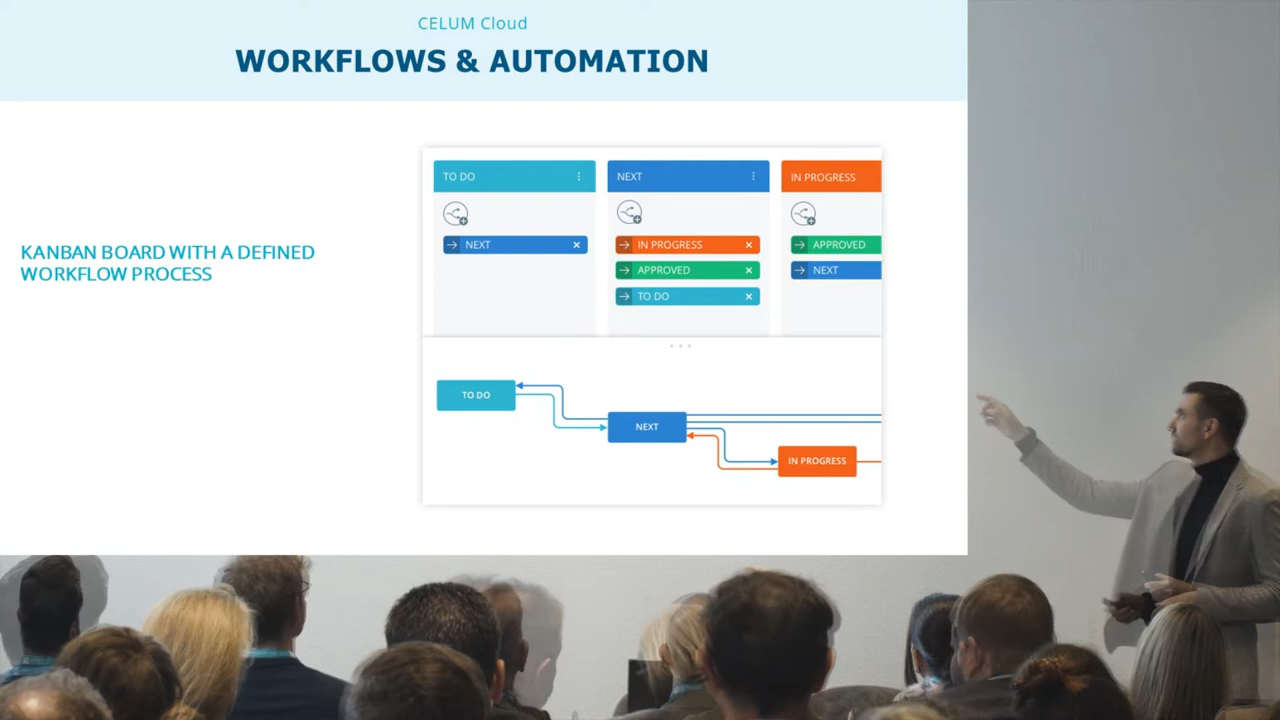 CELUM Cloud
WORKFLOWS & AUTOMATION
KANBAN BOARD WITH A DEFINED
WORKFLOW PROCESS
TO DO
NEXT
NEXT
IN PROGRESS
APPROVED
TO DO
IN PROGRESS
APPROVED
NEXT
TO DO
NEXT
IN PROGRESS